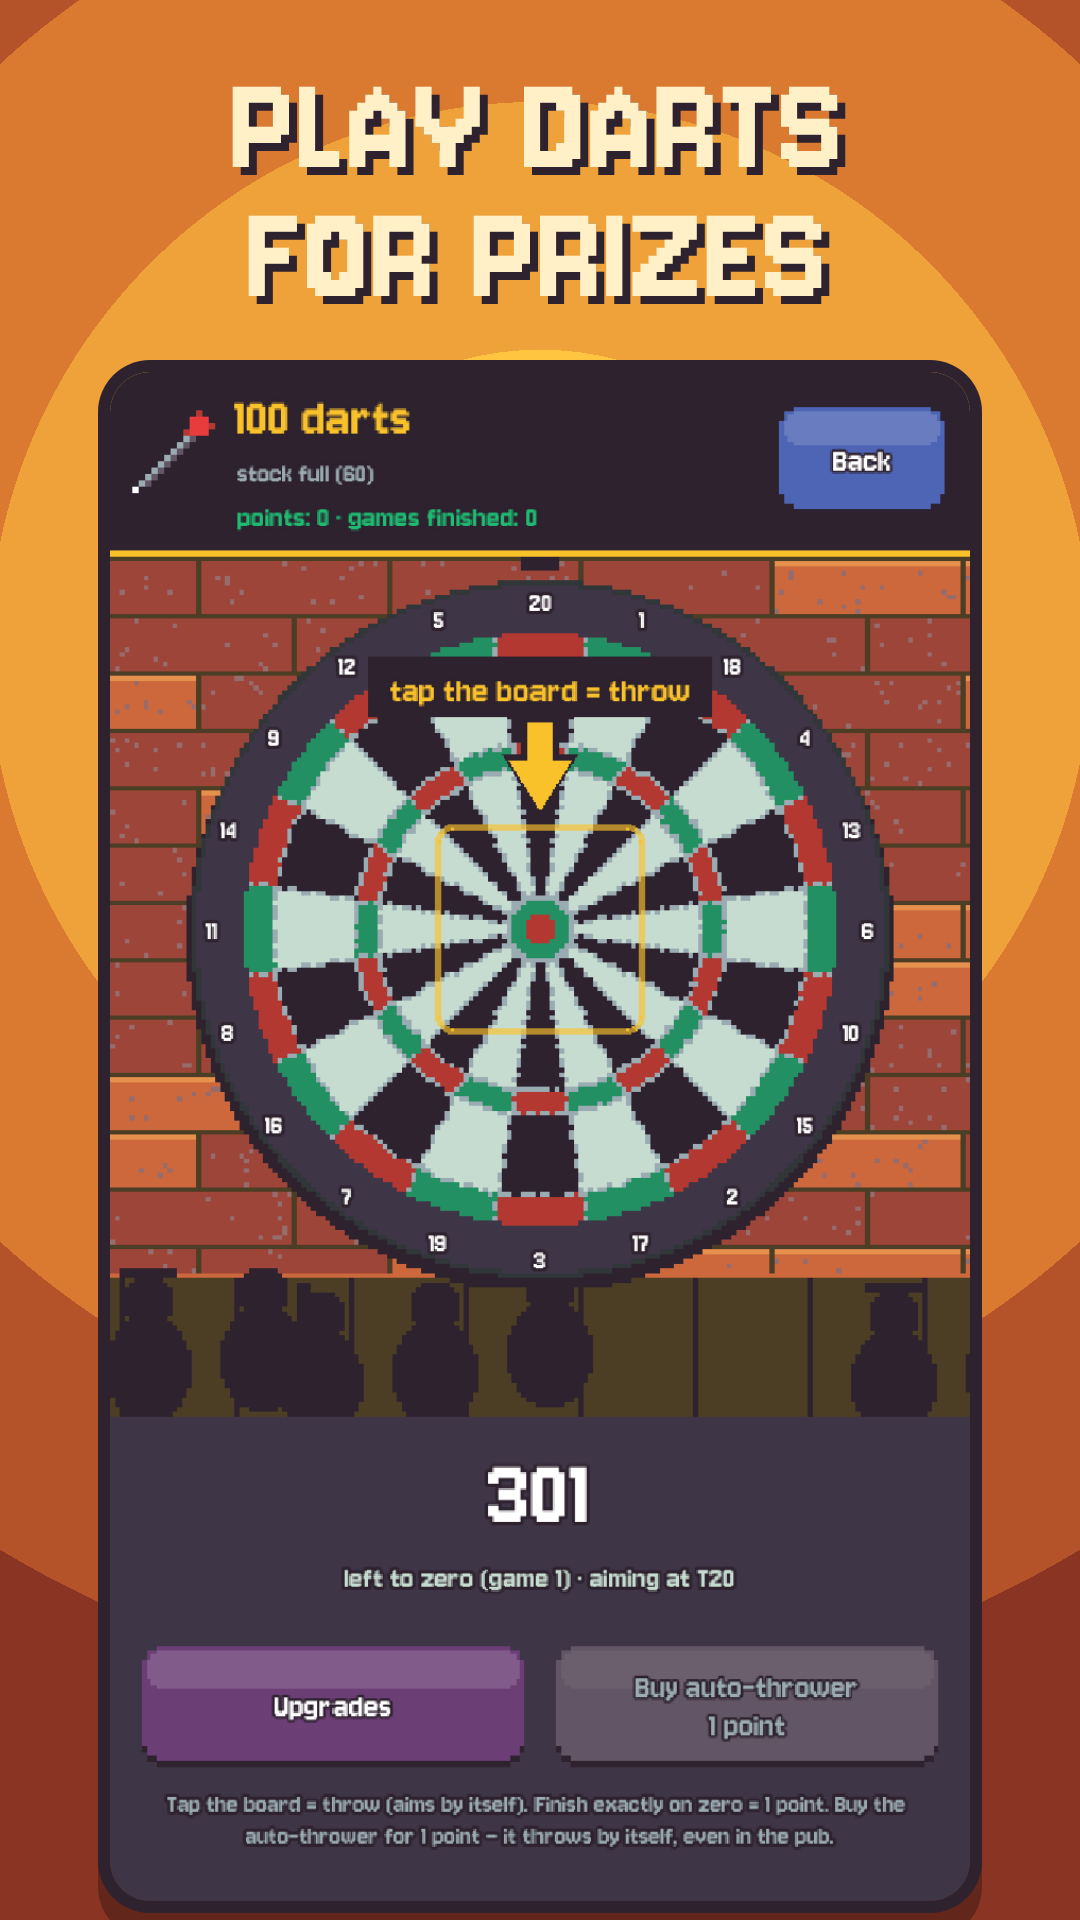 PLAY DARTS
FOR PRIZES
100 darts
stock full (60)
points: 0 · games finished: 0
Back
20
5
1
12
18
tap the board = throw
9
4
14
13
11
6
8
10
16
15
7
2
19
17
3
301
left to zero (game 1) · aiming at T20
Upgrades
Buy auto-thrower
1 point
Tap the board = throw (aims by itself). Finish exactly on zero = 1 point. Buy the
auto-thrower for 1 point – it throws by itself, even in the pub.